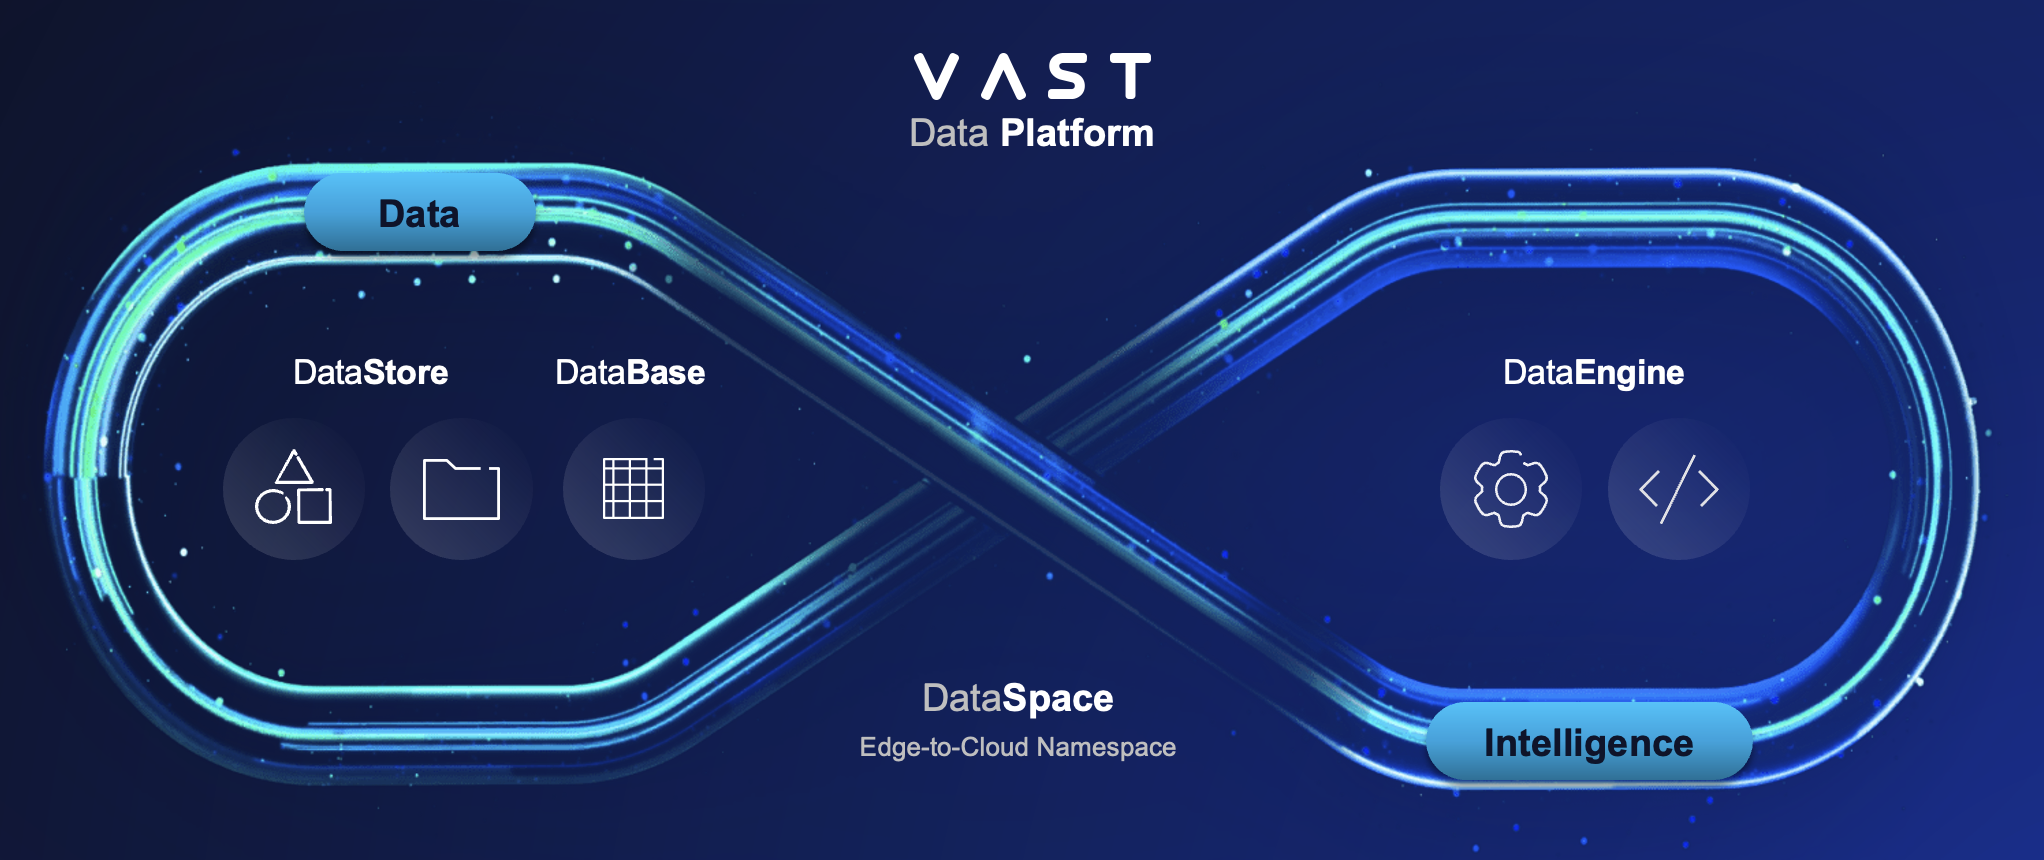 VAST
Data Platform
Data
DataStore
DataBase
DataEngine
DataSpace
Edge-to-Cloud Namespace
Intelligence